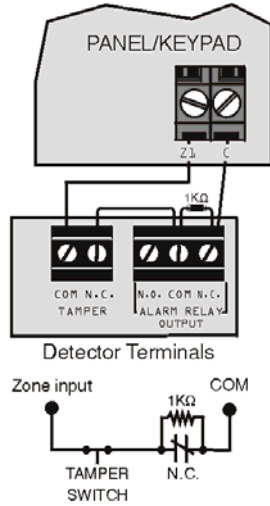 PANEL/KEYPAD
Z1 C
1KΩ
COM N.C. N.O. COM N.C.
TAMPER ALARM RELAY
OUTPUT
Detector Terminals
Zone input COM
1KΩ
TAMPER N.C.
SWITCH